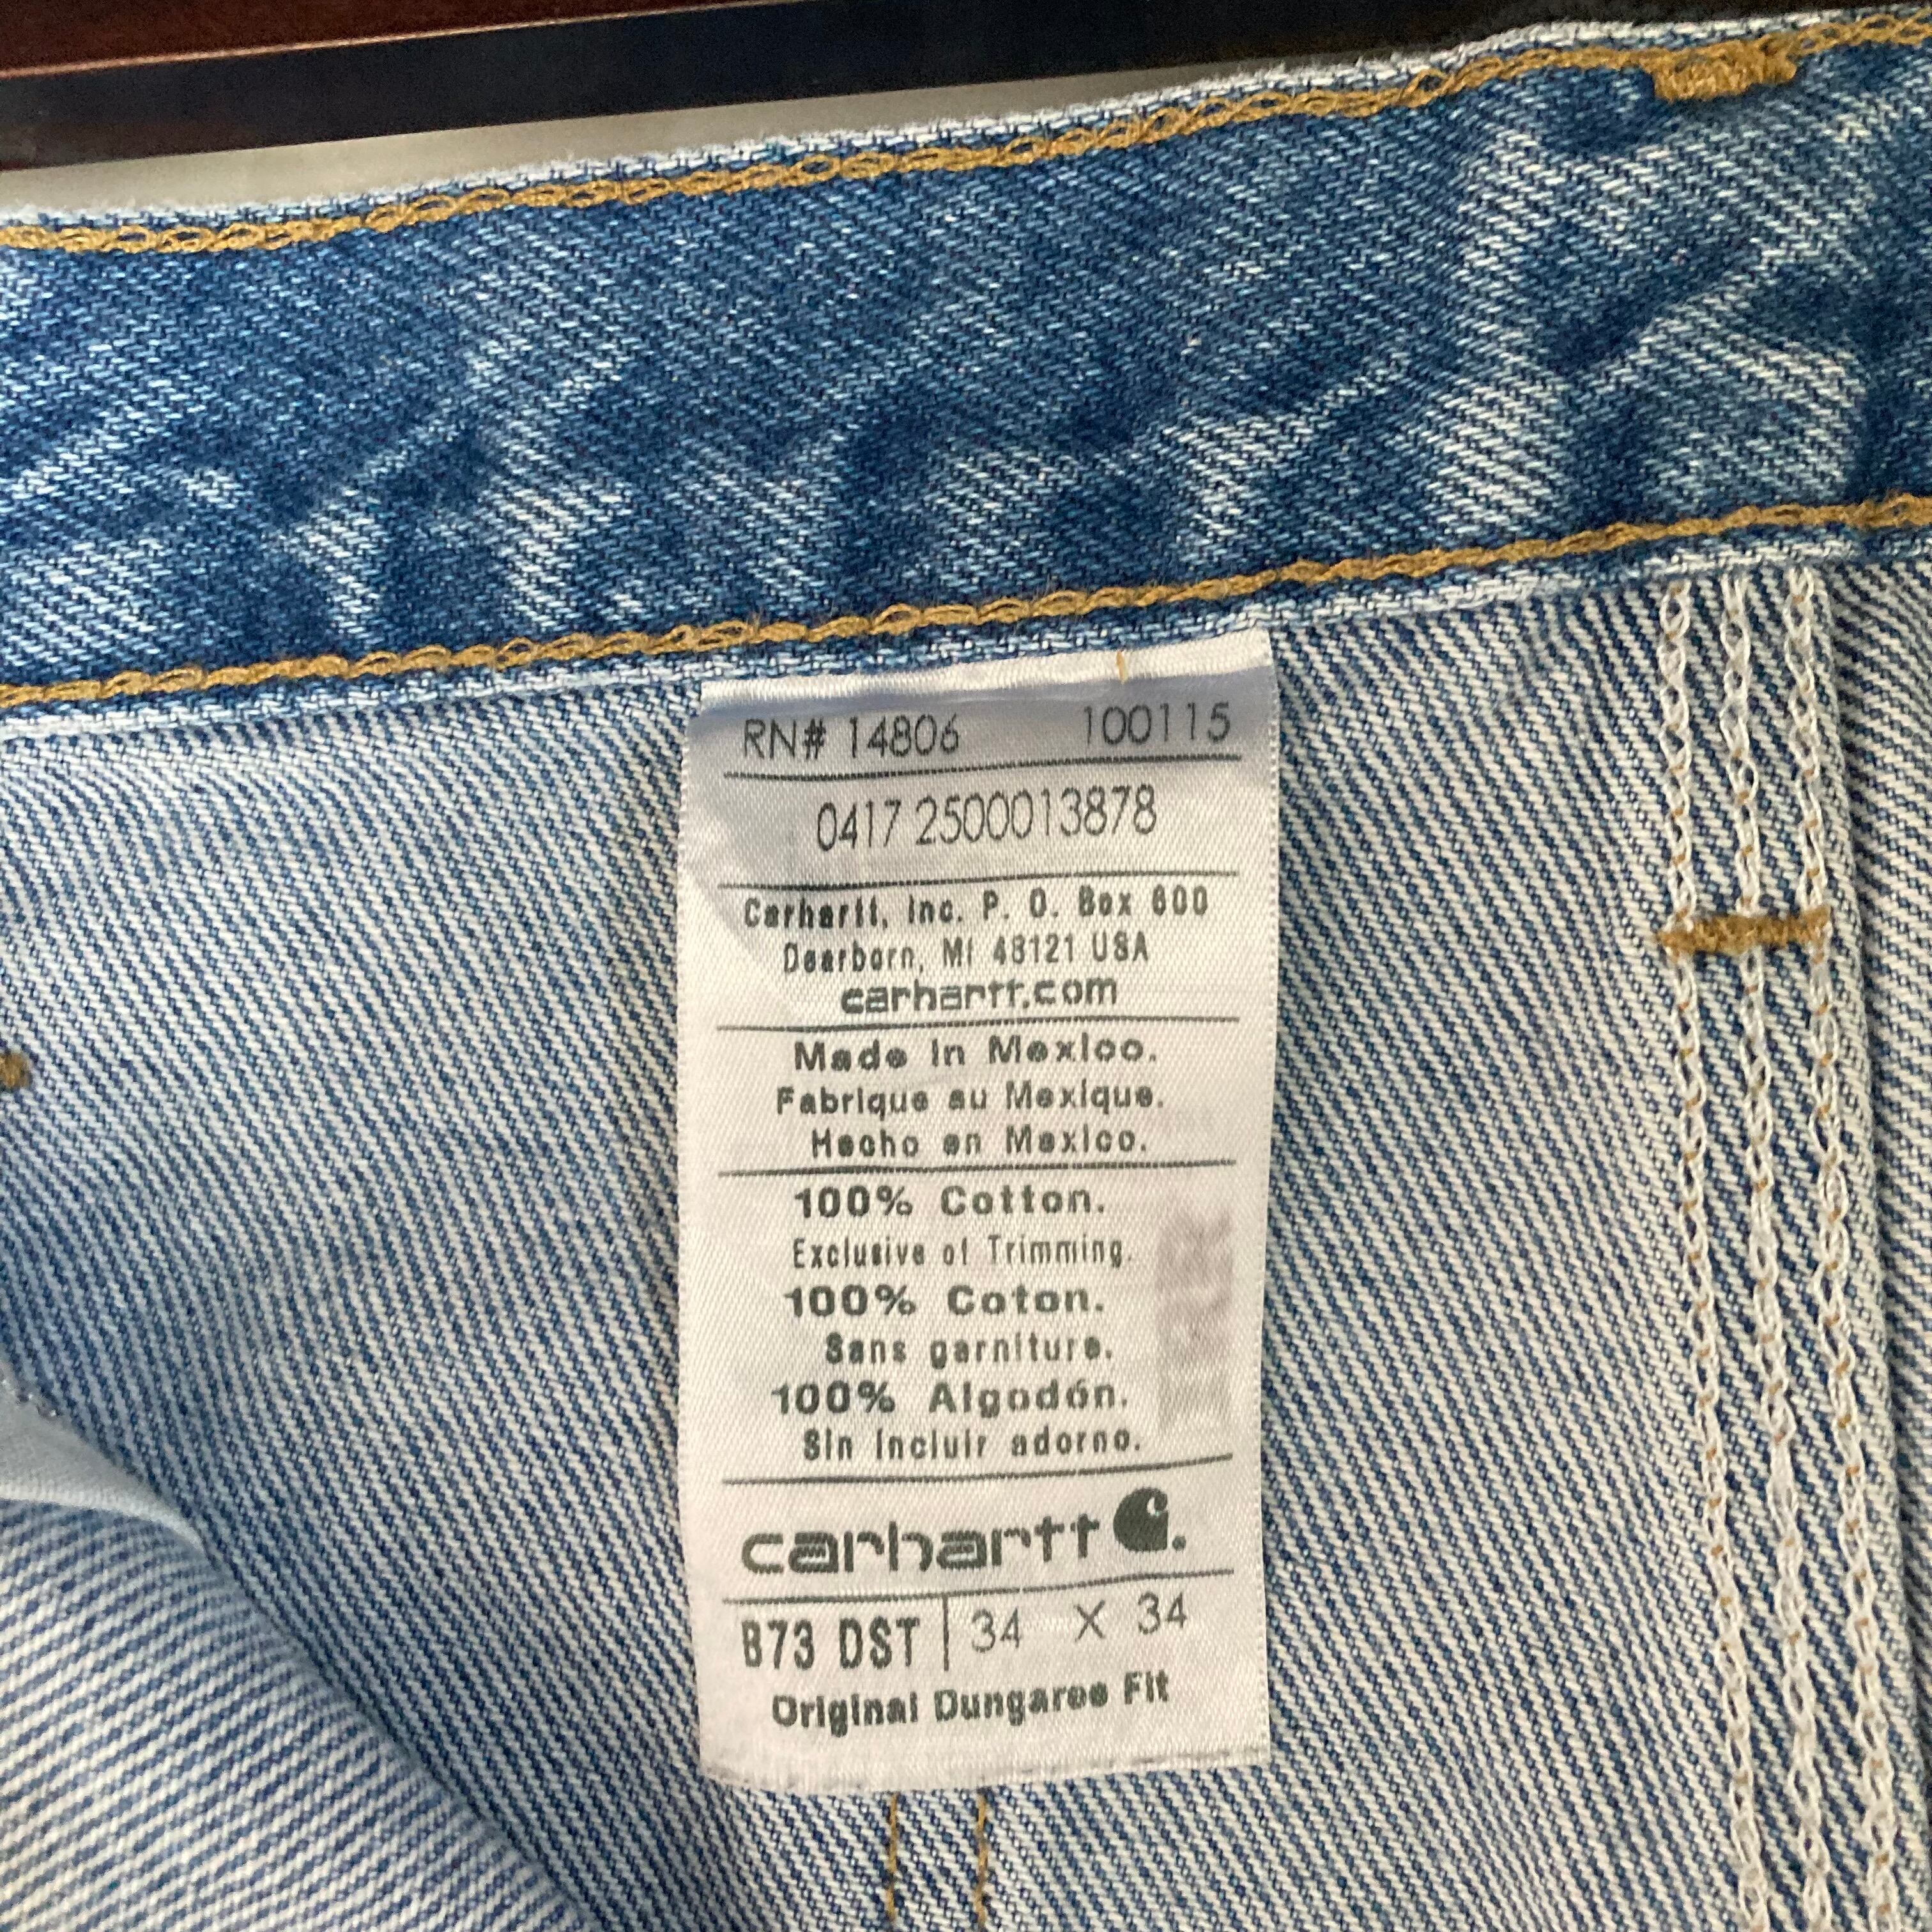 RN# 14806 100115
0417 2500013878
Carhartt, Inc. P. O. Box 600
Dearborn, MI 48121 USA
carhartt.com
Made in Mexico.
Fabrique au Mexique.
Hecho en Mexico.
100% Cotton.
Exclusive of Trimming.
100% Coton.
Sans garniture.
100% Algodón.
Sin incluir adorno.
carhartt
B73 DST 34 X 34
Original Dungaree Fit